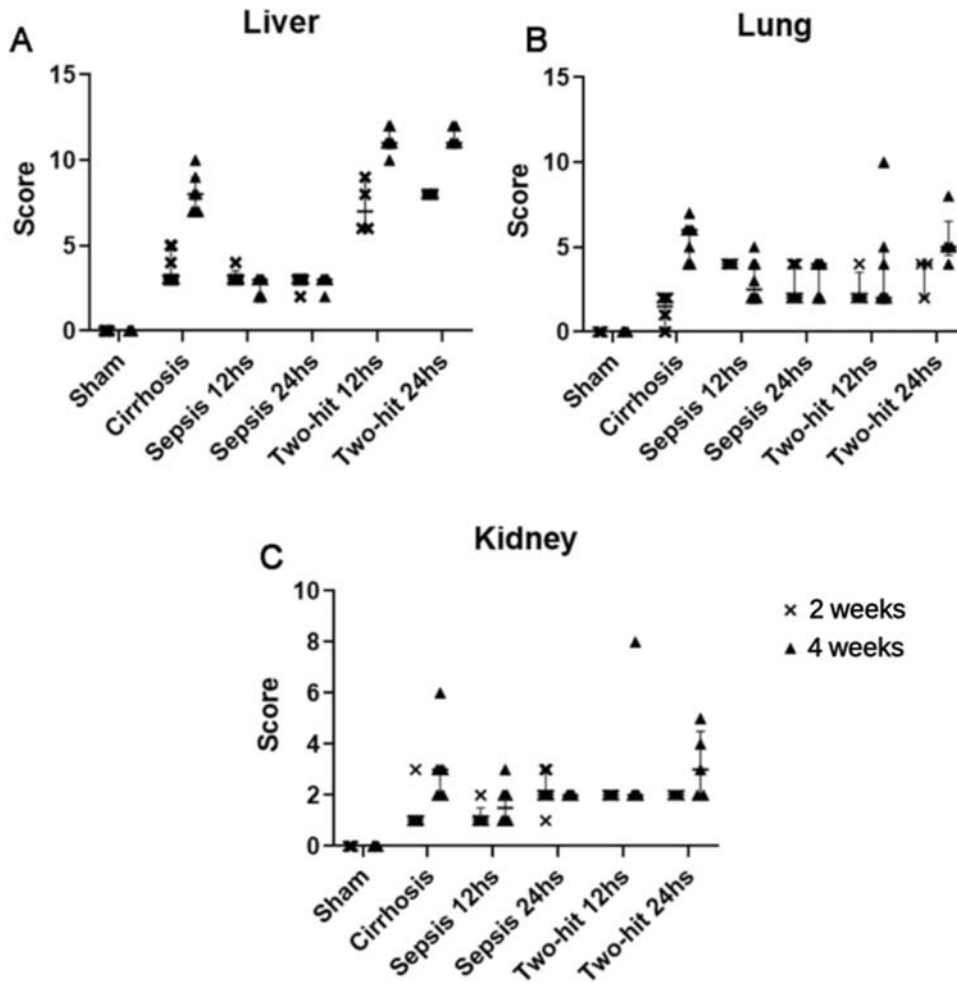 A
Liver
Score
15
10
5
0
Sham
Cirrhosis
Sepsis 12hs
Sepsis 24hs
Two-hit 12hs
Two-hit 24hs
B
Lung
Score
15
10
5
0
Sham
Cirrhosis
Sepsis 12hs
Sepsis 24hs
Two-hit 12hs
Two-hit 24hs
C
Kidney
Score
10
8
6
4
2
0
Sham
Cirrhosis
Sepsis 12hs
Sepsis 24hs
Two-hit 12hs
Two-hit 24hs
2 weeks
4 weeks